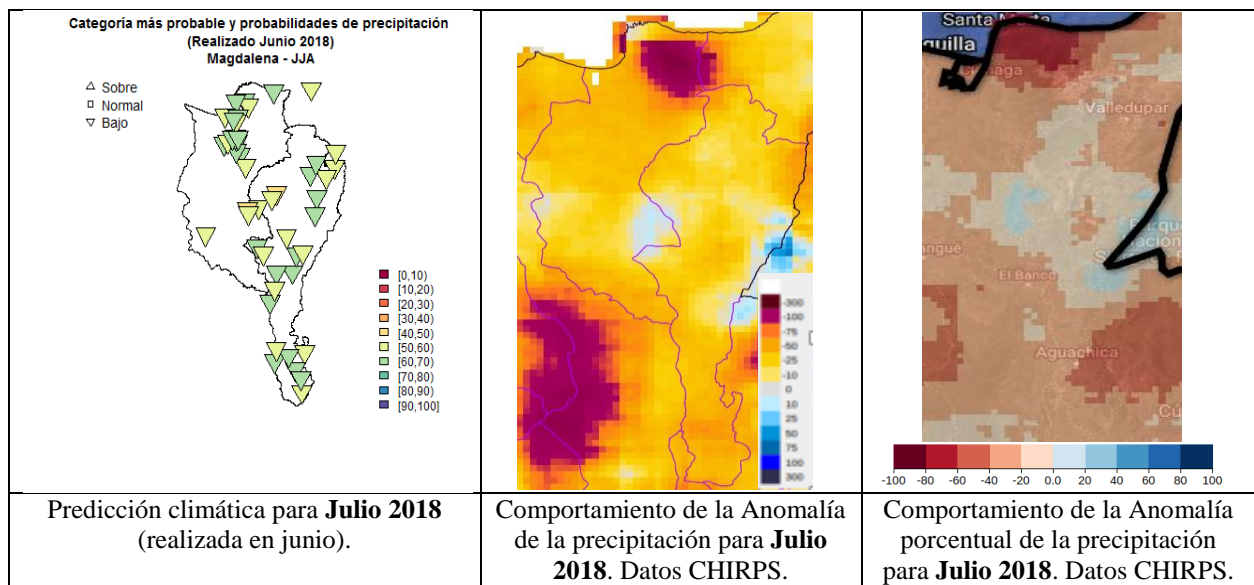 Categoría más probable y probabilidades de precipitación
(Realizado Junio 2018)
Magdalena - JJA
Sobre
Normal
Bajo
[0,10)
[10,20)
[20,30)
[30,40)
[40,50)
[50,60)
[60,70)
[70,80)
[80,90)
[90,100]
-300
-100
-75
-50
-25
-10
0
10
25
50
75
100
300
Santa Marta
quilla
Valledupar
angué
El Banco
Aguachica
Cu
-100 -80 -60 -40 -20 0.0 20 40 60 80 100
Predicción climática para Julio 2018
(realizada en junio).
Comportamiento de la Anomalía
de la precipitación para Julio
2018. Datos CHIRPS.
Comportamiento de la Anomalía
porcentual de la precipitación
para Julio 2018. Datos CHIRPS.